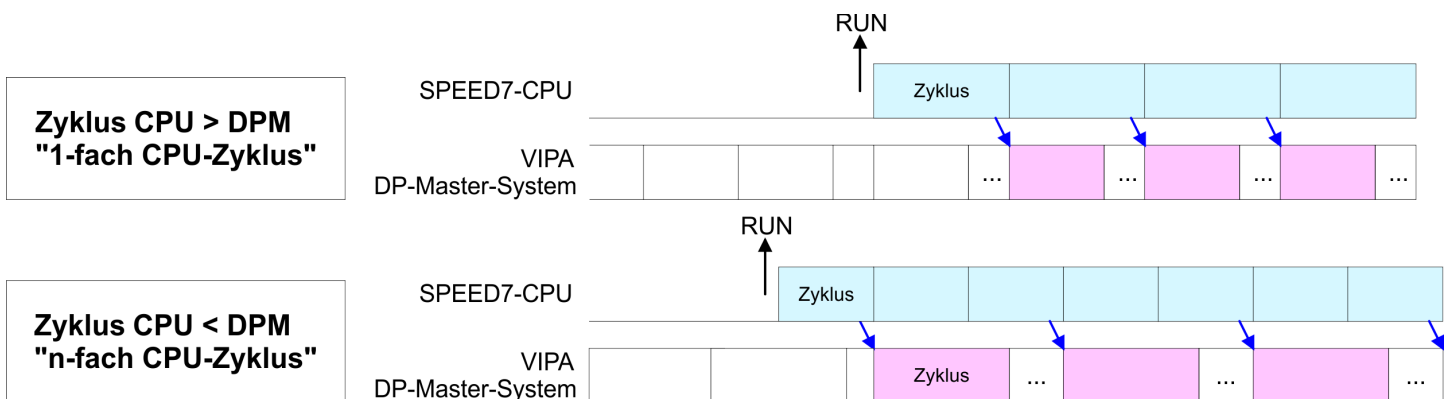 RUN
SPEED7-CPU
Zyklus
Zyklus CPU > DPM
"1-fach CPU-Zyklus"
VIPA
DP-Master-System
... ... ... ...
RUN
SPEED7-CPU
Zyklus
Zyklus CPU < DPM
"n-fach CPU-Zyklus"
VIPA
DP-Master-System
Zyklus ... ... ...